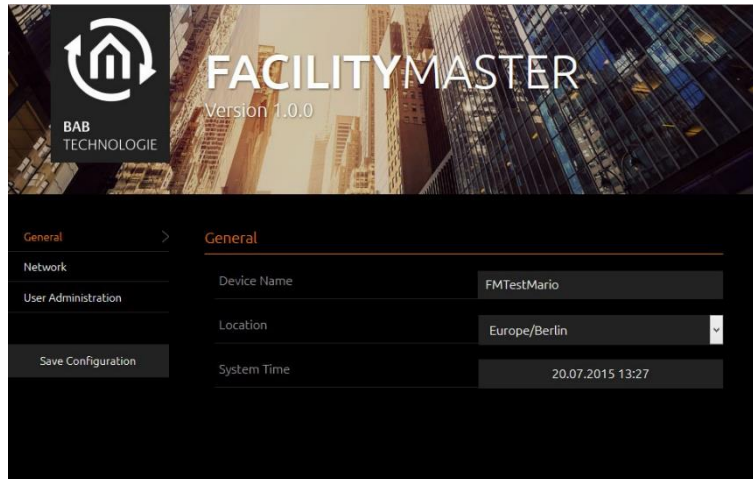 BAB
TECHNOLOGIE
FACILITYMASTER
Version 1.0.0
General
Network
User Administration
Save Configuration
General
Device Name
FMTestMario
Location
Europe/Berlin
System Time
20.07.2015 13:27